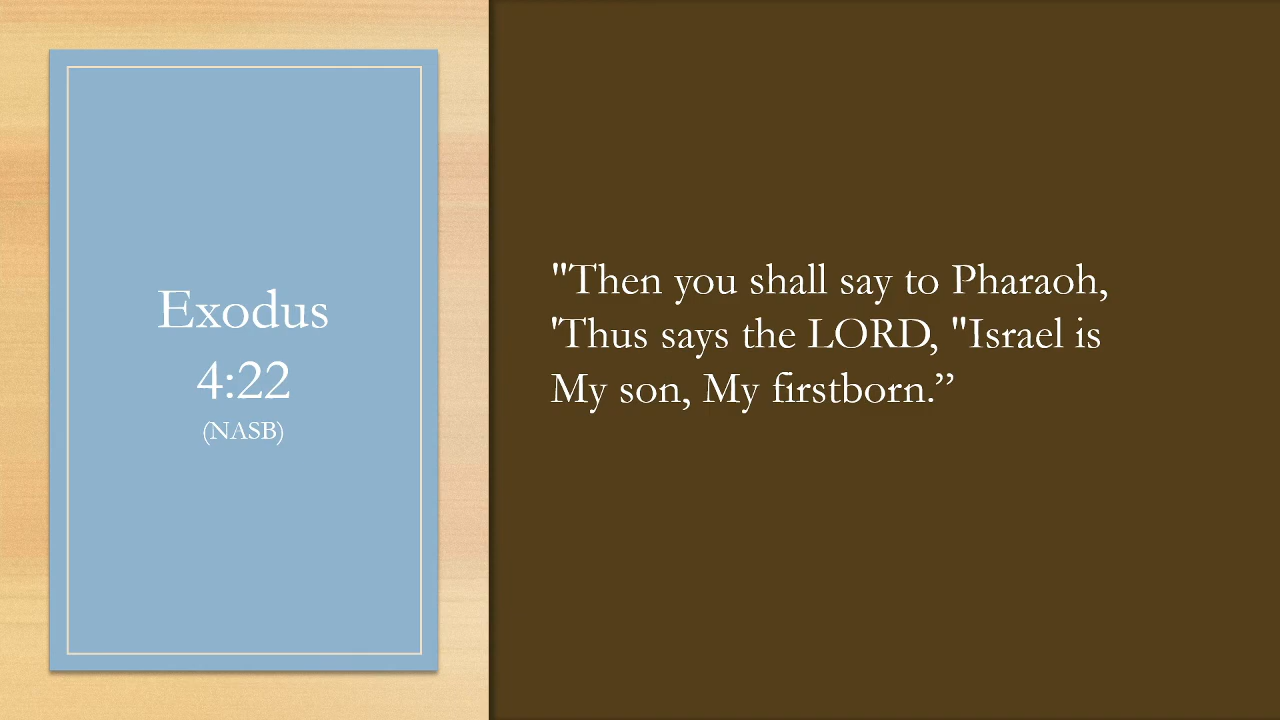 Exodus
4:22
(NASB)
"Then you shall say to Pharaoh,
'Thus says the LORD, "Israel is
My son, My firstborn.”